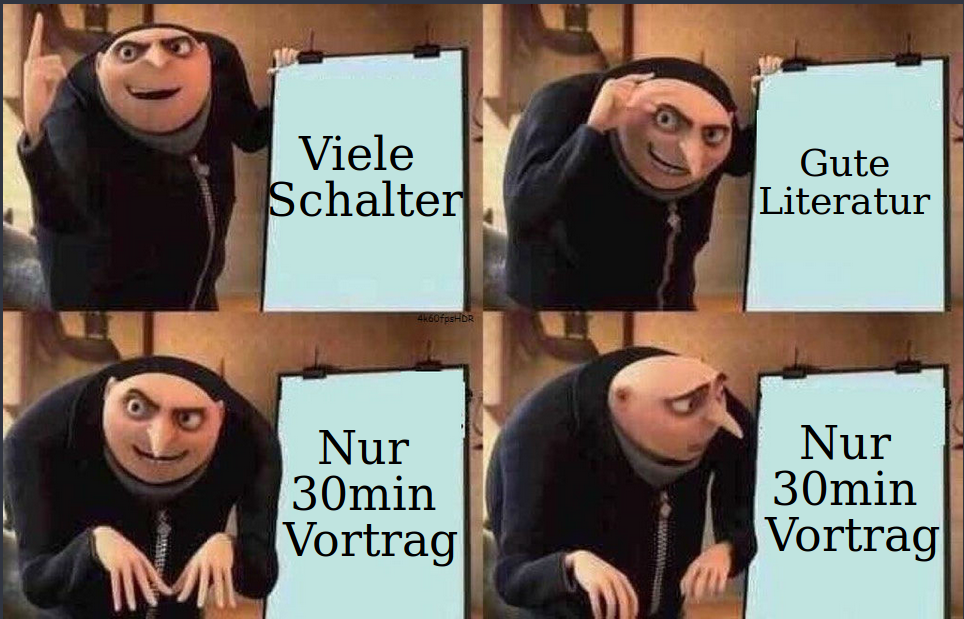 Viele
Schalter
Gute
Literatur
4k60fpsHDR
Nur
30min
Vortrag
Nur
30min
Vortrag